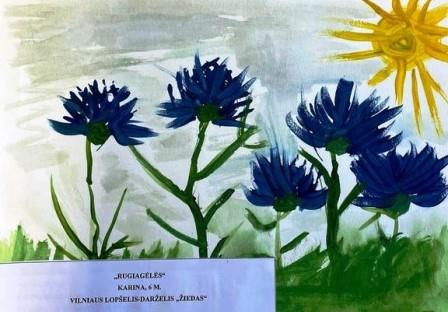 „RUGIAGĖLĖS“
KARINA, 6 M.
VILNIAUS LOPŠELIS-DARŽELIS „ŽIEDAS“